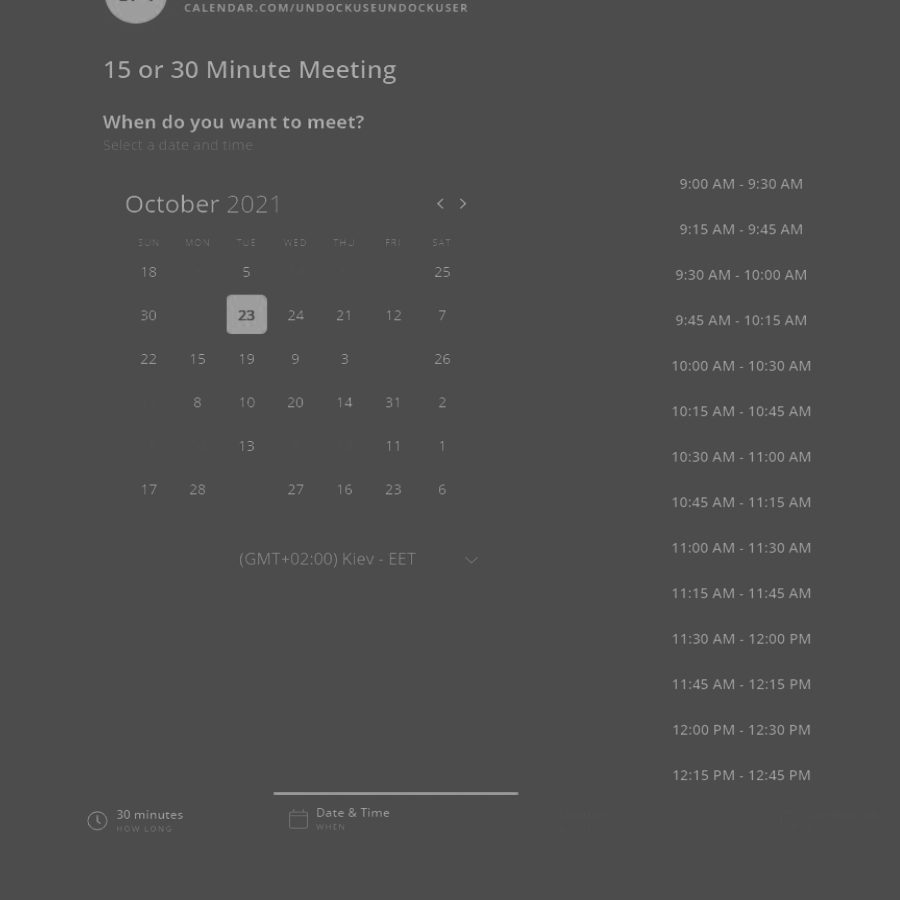 CALENDAR.COM/UNDOCKUSEUNDOCKUSER
15 or 30 Minute Meeting
When do you want to meet?
Select a date and time
October 2021
SUN MON TUE WED THU FRI SAT
18 5 25
30 23 24 21 12 7
22 15 19 9 3 26
8 10 20 14 31 2
13 11 1
17 28 27 16 23 6
(GMT+02:00) Kiev - EET
9:00 AM - 9:30 AM
9:15 AM - 9:45 AM
9:30 AM - 10:00 AM
9:45 AM - 10:15 AM
10:00 AM - 10:30 AM
10:15 AM - 10:45 AM
10:30 AM - 11:00 AM
10:45 AM - 11:15 AM
11:00 AM - 11:30 AM
11:15 AM - 11:45 AM
11:30 AM - 12:00 PM
11:45 AM - 12:15 PM
12:00 PM - 12:30 PM
12:15 PM - 12:45 PM
30 minutes
HOW LONG
Date & Time
WHEN